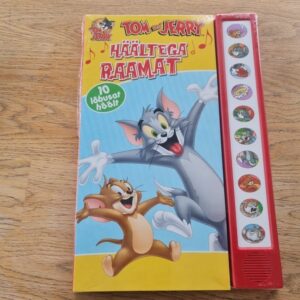 TOM and JERRY
HÄÄLTEGA
RAAMAT
10
lõbusat
häält